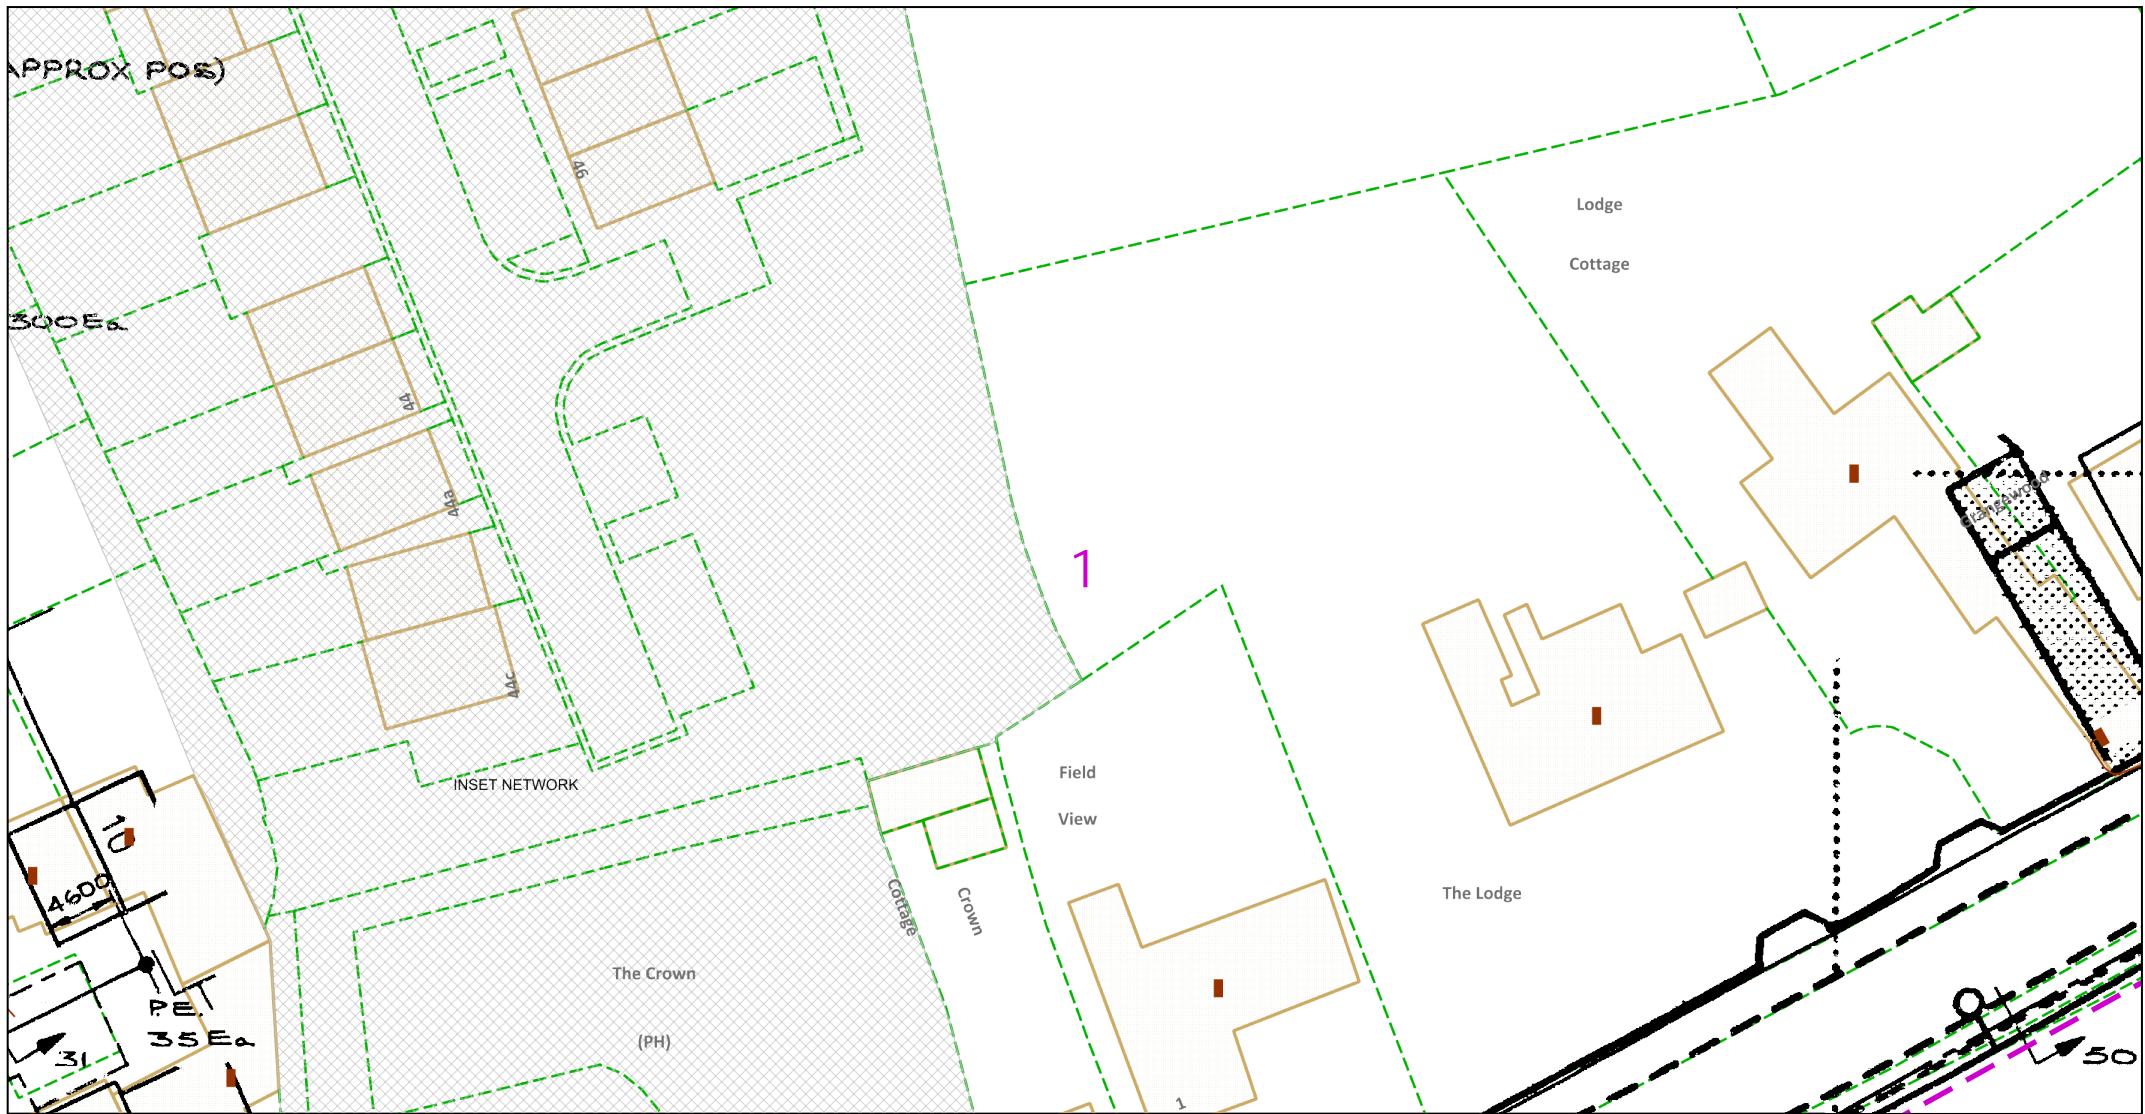 APPROX POS)
46
Lodge
Cottage
300Ea
44
44a
Grangewood
1
44c
INSET NETWORK
Field
View
10
4600
Cottage
Crown
The Lodge
The Crown
(PH)
P.E.
35Ea
31
50
1